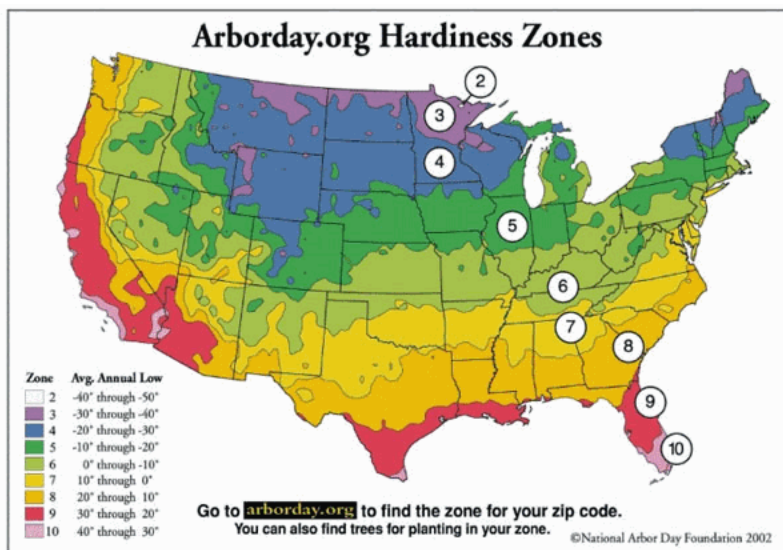 Arborday.org Hardiness Zones
2
3
4
5
6
7
8
9
10
Zone Avg. Annual Low
2 -40° through -50°
3 -30° through -40°
4 -20° through -30°
5 -10° through -20°
6 0° through -10°
7 10° through 0°
8 20° through 10°
9 30° through 20°
10 40° through 30°
Go to arborday.org to find the zone for your zip code.
You can also find trees for planting in your zone.
©National Arbor Day Foundation 2002